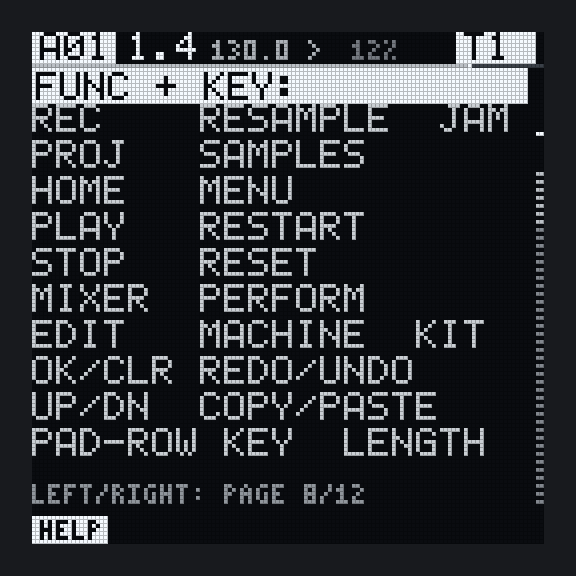 A01 1.4 130.0 > 12% T1
FUNC + KEY:
REC RESAMPLE JAM
PROJ SAMPLES
HOME MENU
PLAY RESTART
STOP RESET
MIXER PERFORM
EDIT MACHINE KIT
OK/CLR REDO/UNDO
UP/DN COPY/PASTE
PAD-ROW KEY LENGTH
LEFT/RIGHT: PAGE 8/12
HELP